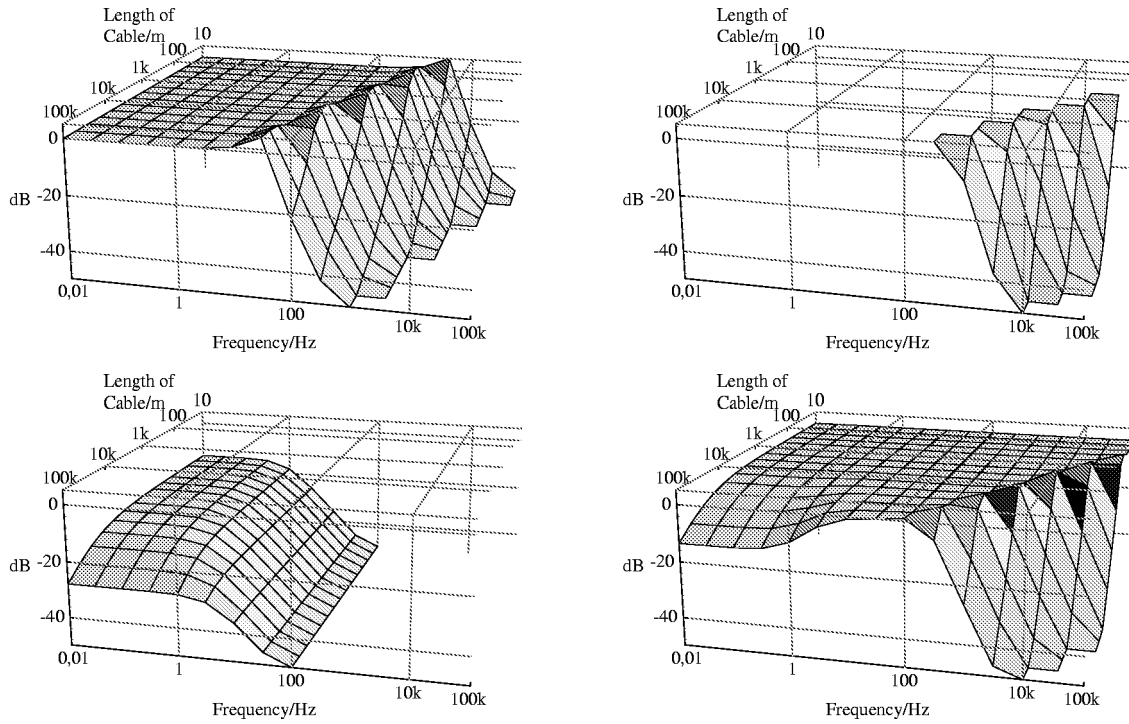 Length of
Cable/m
10
100
1k
10k
100k
0
-20
dB
-40
0,01
1
100
10k
100k
Frequency/Hz
Length of
Cable/m
10
100
1k
10k
100k
0
-20
dB
-40
0,01
1
100
10k
100k
Frequency/Hz
Length of
Cable/m
10
100
1k
10k
100k
0
-20
dB
-40
0,01
1
100
10k
100k
Frequency/Hz
Length of
Cable/m
10
100
1k
10k
100k
0
-20
dB
-40
0,01
1
100
10k
100k
Frequency/Hz